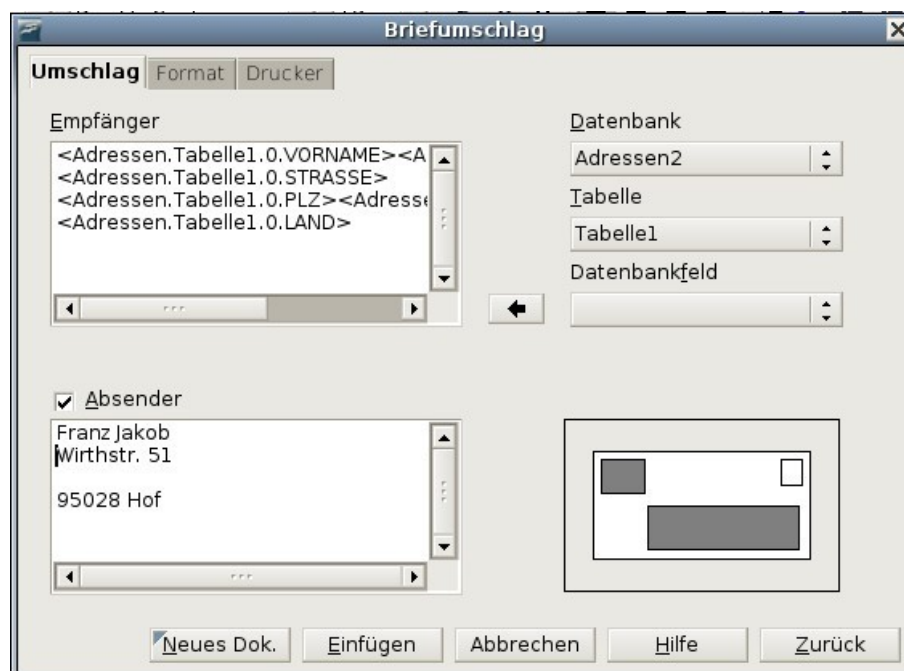 Briefumschlag
Umschlag Format Drucker
Empfänger
<Adressen.Tabelle1.0.VORNAME><A
<Adressen.Tabelle1.0.STRASSE>
<Adressen.Tabelle1.0.PLZ><Adresse
<Adressen.Tabelle1.0.LAND>
Datenbank
Adressen2
Tabelle
Tabelle1
Datenbankfeld
Absender
Franz Jakob
Wirthstr. 51
95028 Hof
Neues Dok. Einfügen Abbrechen Hilfe Zurück